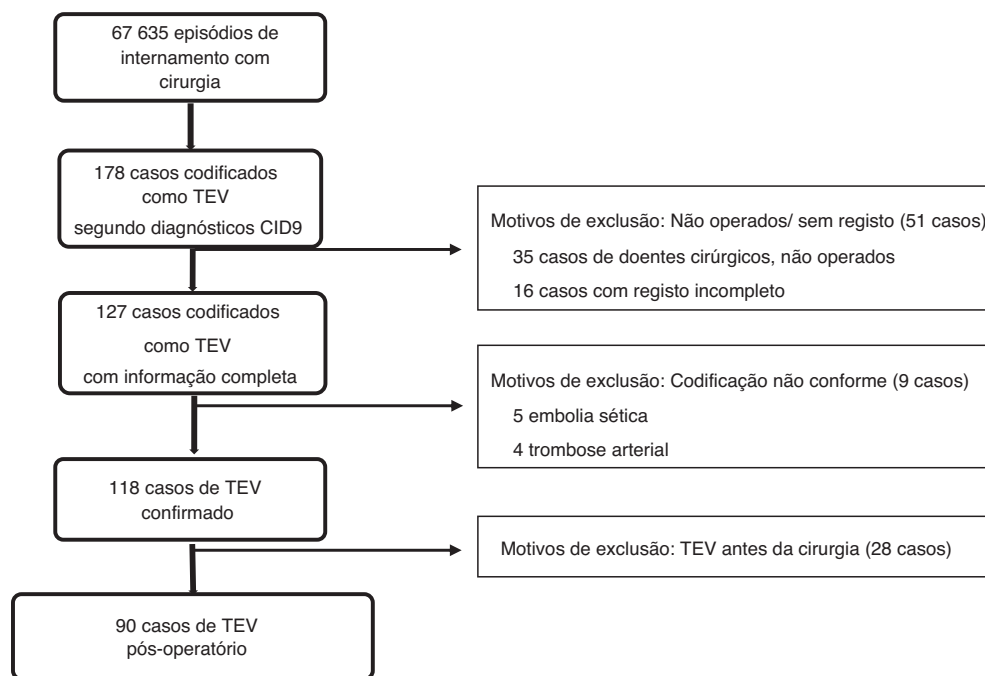 67 635 episódios de
internamento com
cirurgia
178 casos codificados
como TEV
segundo diagnósticos CID9
Motivos de exclusão: Não operados/ sem registo (51 casos)
35 casos de doentes cirúrgicos, não operados
16 casos com registo incompleto
127 casos codificados
como TEV
com informação completa
Motivos de exclusão: Codificação não conforme (9 casos)
5 embolia sética
4 trombose arterial
118 casos de TEV
confirmado
Motivos de exclusão: TEV antes da cirurgia (28 casos)
90 casos de TEV
pós-operatório